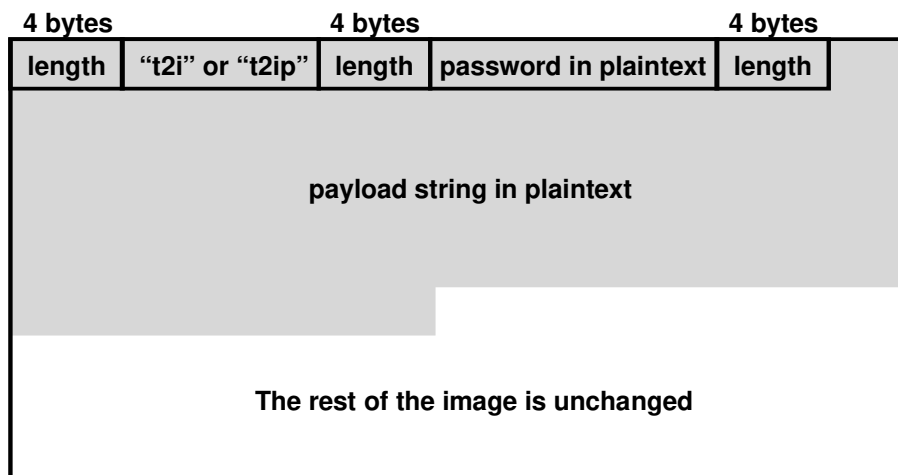 4 bytes 4 bytes 4 bytes
length “t2i” or “t2ip” length password in plaintext length
payload string in plaintext
The rest of the image is unchanged